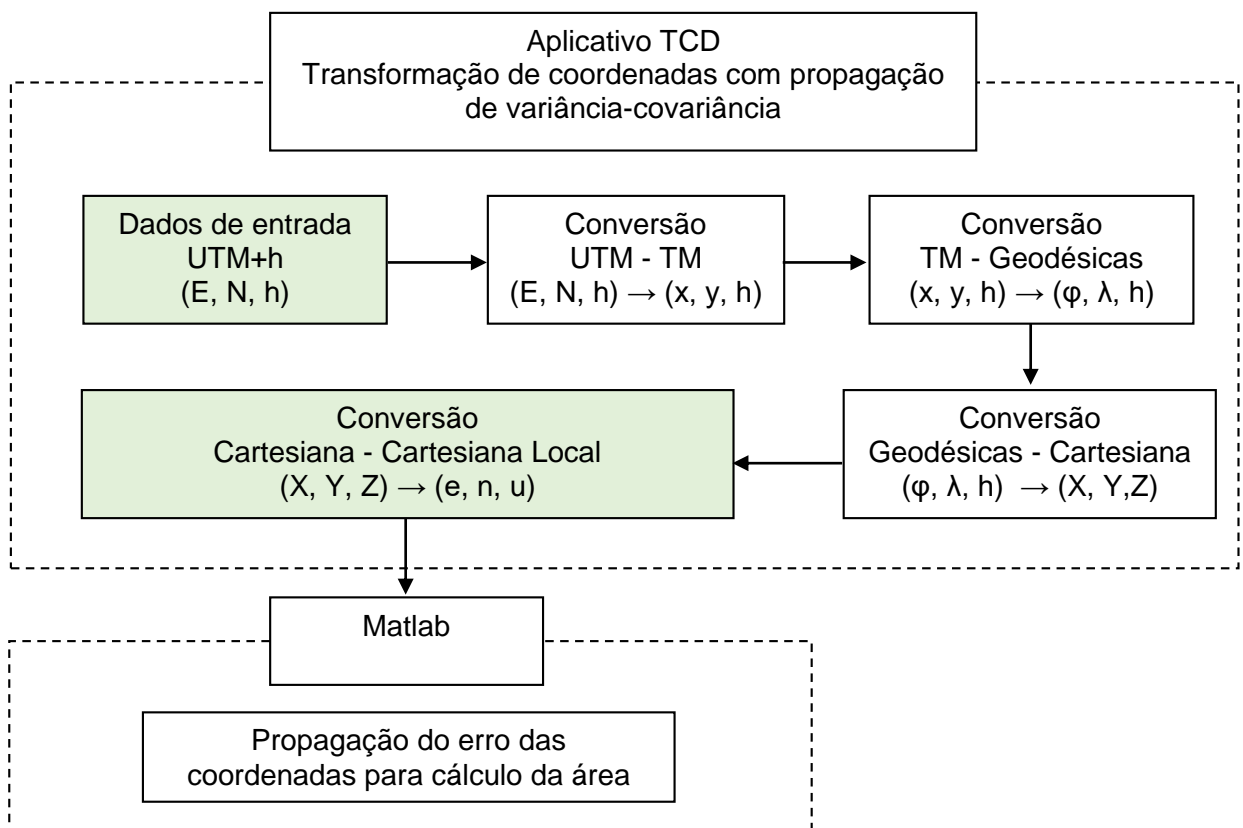 Aplicativo TCD
Transformação de coordenadas com propagação
de variância-covariância
Dados de entrada
UTM+h
(E, N, h)
Conversão
UTM - TM
(E, N, h) → (x, y, h)
Conversão
TM - Geodésicas
(x, y, h) → (φ, λ, h)
Conversão
Geodésicas - Cartesiana
(φ, λ, h) → (X, Y,Z)
Conversão
Cartesiana - Cartesiana Local
(X, Y, Z) → (e, n, u)
Matlab
Propagação do erro das
coordenadas para cálculo da área